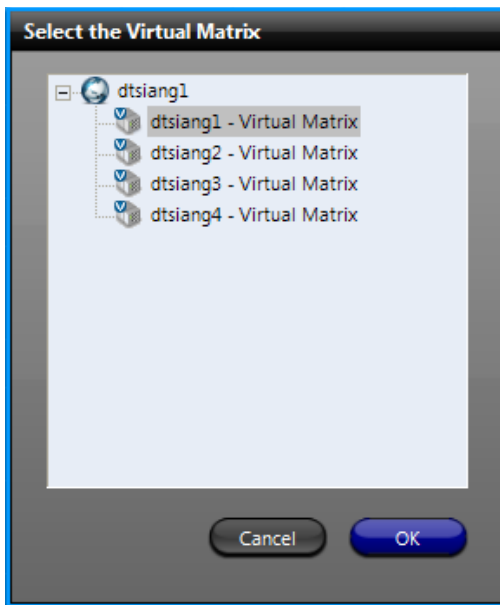 Select the Virtual Matrix
dtsiang1
dtsiang1 - Virtual Matrix
dtsiang2 - Virtual Matrix
dtsiang3 - Virtual Matrix
dtsiang4 - Virtual Matrix
Cancel OK